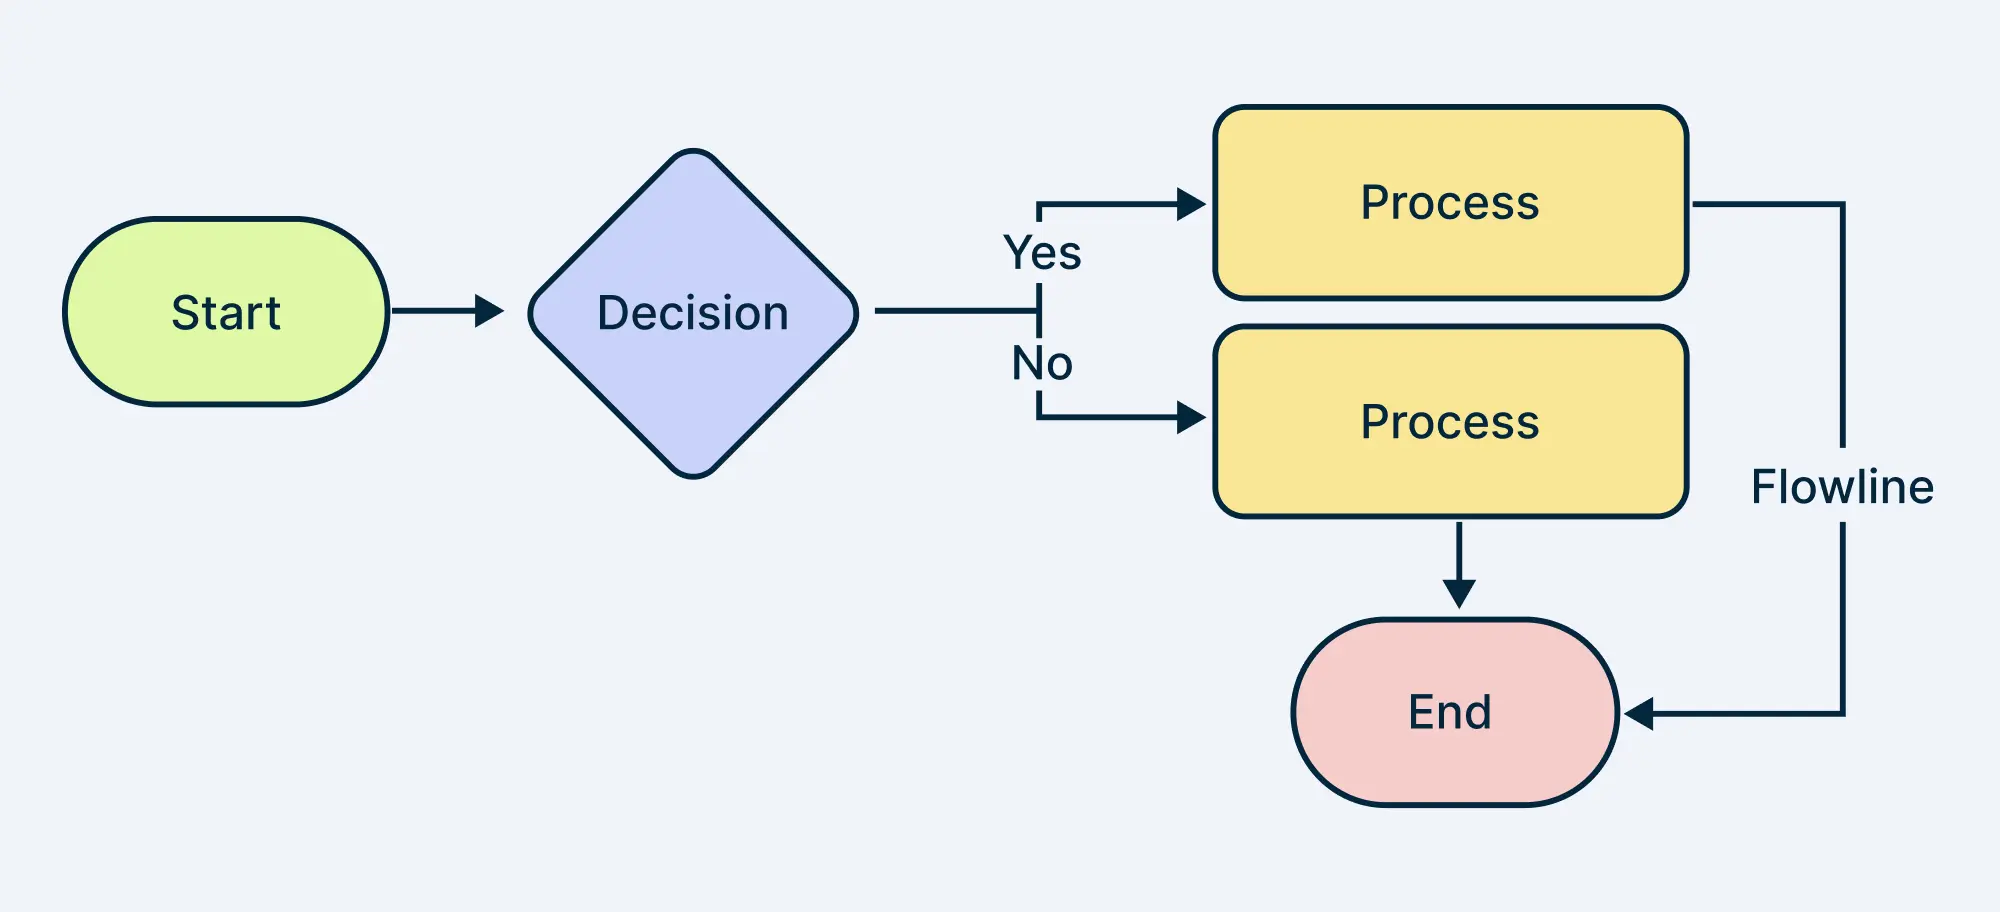 Start
Decision
Yes
No
Process
Process
Flowline
End